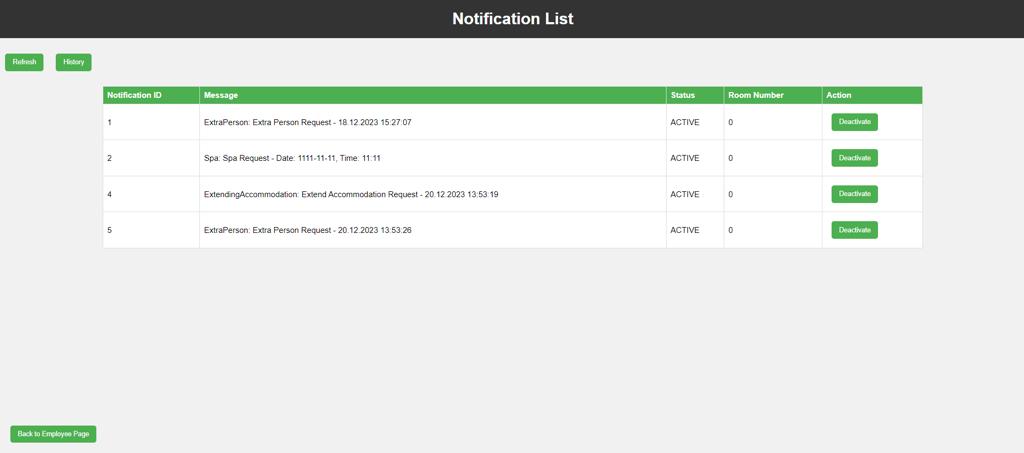 Notification List
Refresh History
Notification ID Message Status Room Number Action
1 ExtraPerson: Extra Person Request - 18.12.2023 15:27:07 ACTIVE 0 Deactivate
2 Spa: Spa Request - Date: 1111-11-11, Time: 11:11 ACTIVE 0 Deactivate
4 ExtendingAccommodation: Extend Accommodation Request - 20.12.2023 13:53:19 ACTIVE 0 Deactivate
5 ExtraPerson: Extra Person Request - 20.12.2023 13:53:26 ACTIVE 0 Deactivate
Back to Employee Page